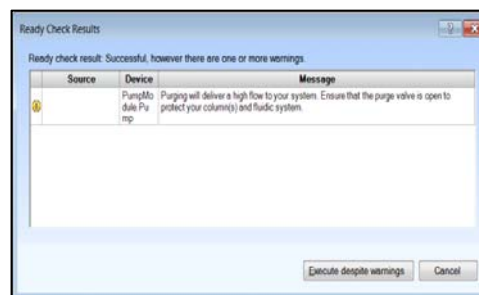 Ready Check Results
Ready check result: Successful, however there are one or more warnings.
Source Device Message
PumpMo Purging will deliver a high flow to your system. Ensure that the purge valve is open to
dule.Pu protect your column(s) and fluidic system.
mp
Execute despite warnings Cancel